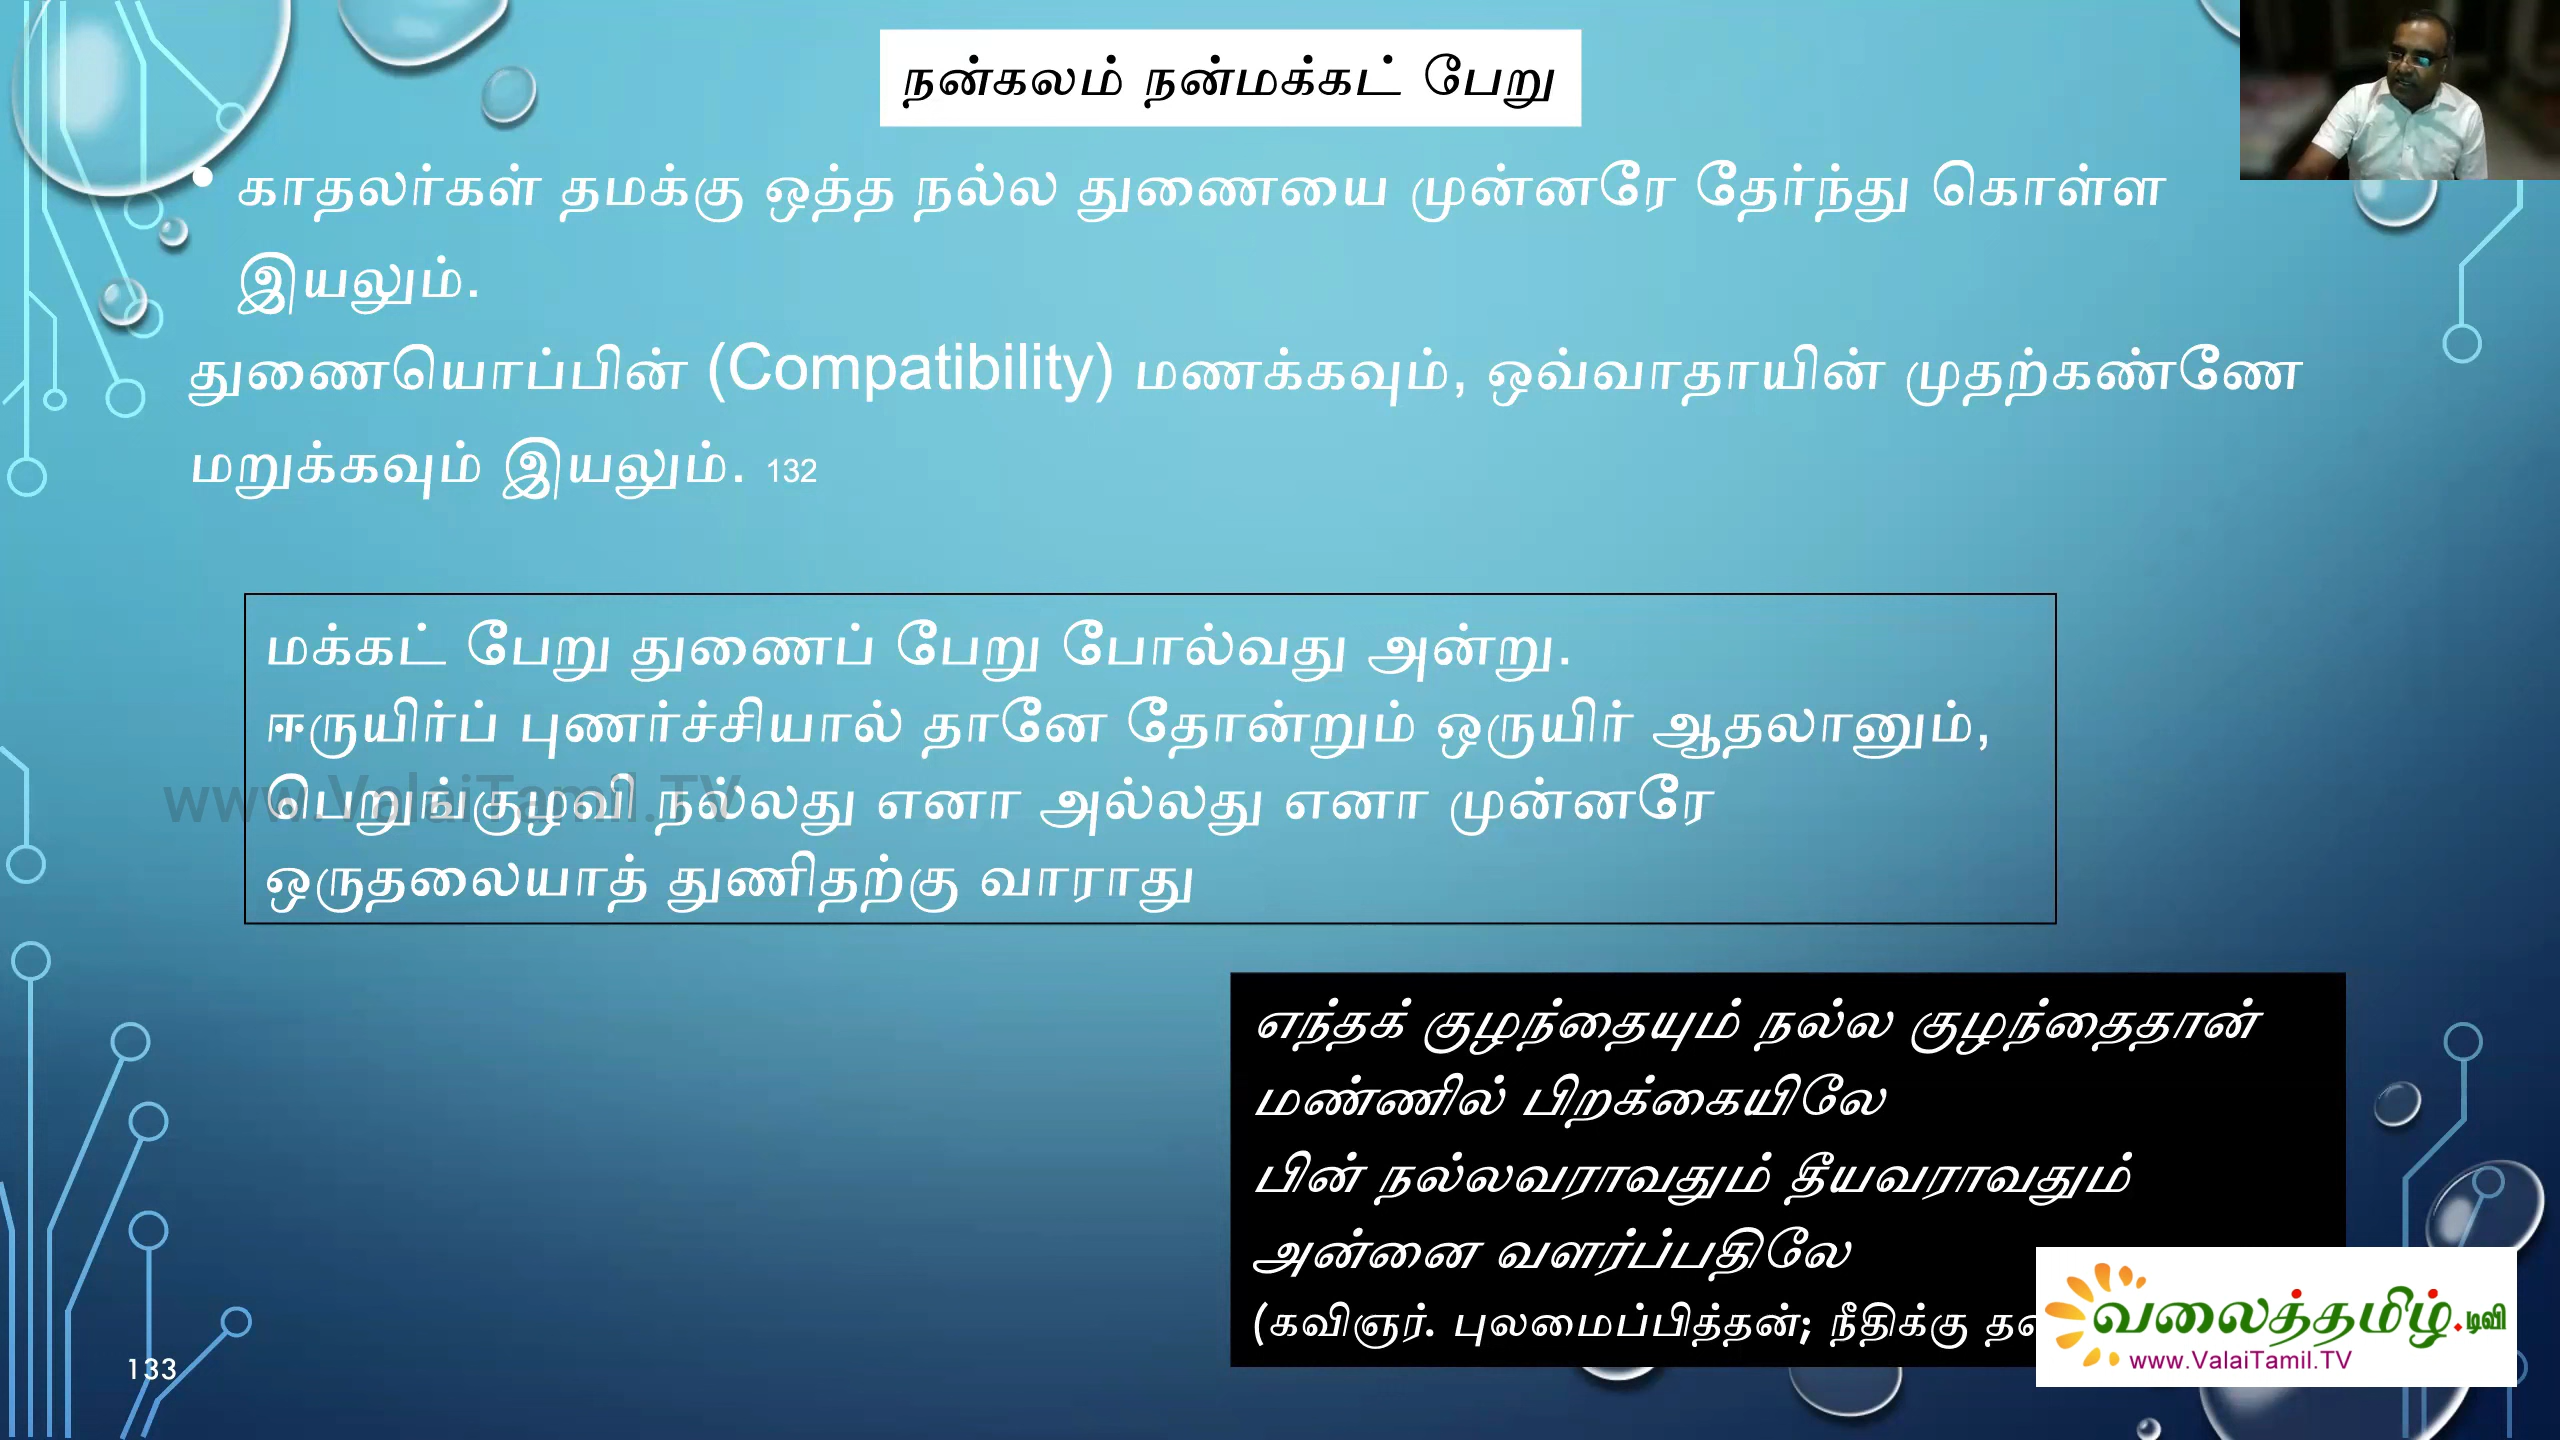 நன்கலம் நன்மக்கட் பேறு
• காதலர்கள் தமக்கு ஒத்த நல்ல துணையை முன்னரே தேர்ந்து கொள்ள
இயலும்.
துணையொப்பின் (Compatibility) மணக்கவும், ஒவ்வாதாயின் முதற்கண்ணே
மறுக்கவும் இயலும். 132
மக்கட் பேறு துணைப் பேறு போல்வது அன்று.
ஈருயிர்ப் புணர்ச்சியால் தானே தோன்றும் ஒருயிர் ஆதலானும்,
பெறுங்குழவி நல்லது எனா அல்லது எனா முன்னரே
ஒருதலையாத் துணிதற்கு வாராது
www.ValaiTamil.TV
எந்தக் குழந்தையும் நல்ல குழந்தைதான்
மண்ணில் பிறக்கையிலே
பின் நல்லவராவதும் தீயவராவதும்
அன்னை வளர்ப்பதிலே
(கவிஞர். புலமைப்பித்தன்; நீதிக்கு
வலைத்தமிழ்.டிவி
www.ValaiTamil.TV
133